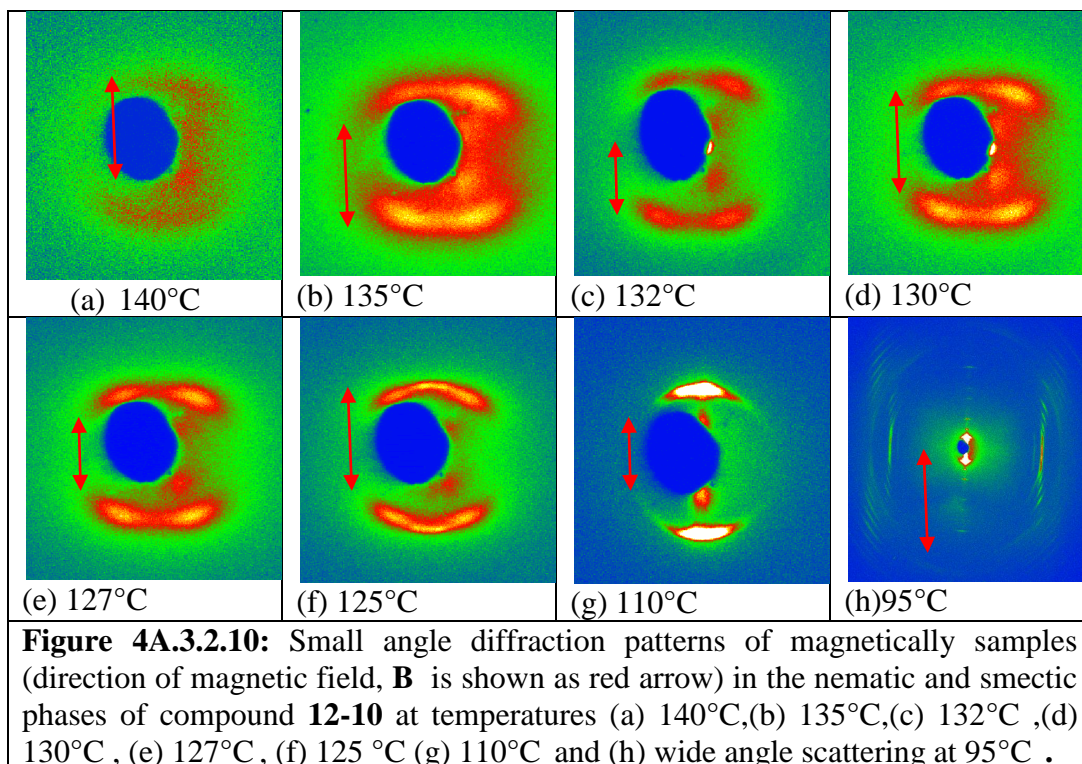 (a) 140°C
(b) 135°C
(c) 132°C
(d) 130°C
(e) 127°C
(f) 125°C
(g) 110°C
(h)95°C
Figure 4A.3.2.10: Small angle diffraction patterns of magnetically samples
(direction of magnetic field, B is shown as red arrow) in the nematic and smectic
phases of compound 12-10 at temperatures (a) 140°C,(b) 135°C,(c) 132°C ,(d)
130°C , (e) 127°C , (f) 125 °C (g) 110°C and (h) wide angle scattering at 95°C .